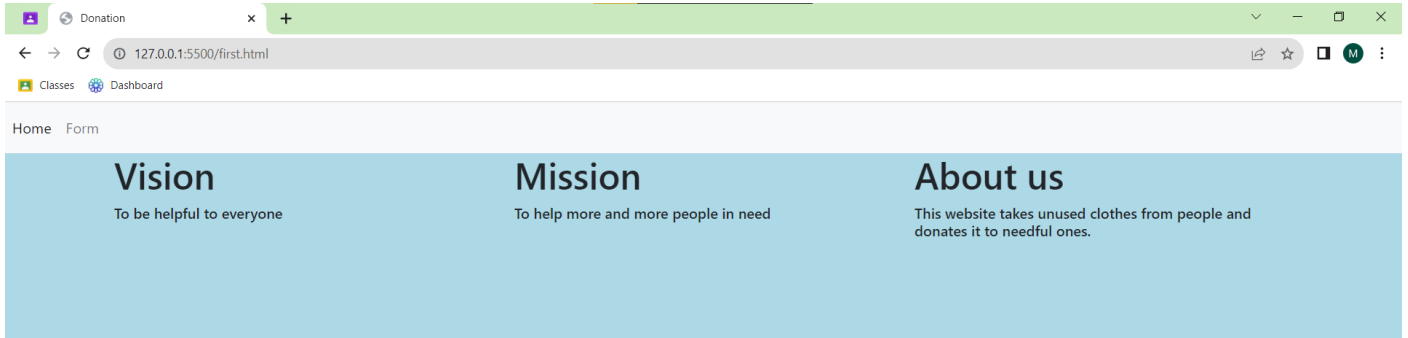 Donation
127.0.0.1:5500/first.html
M
Classes Dashboard
Home Form
Vision
To be helpful to everyone
Mission
To help more and more people in need
About us
This website takes unused clothes from people and
donates it to needful ones.